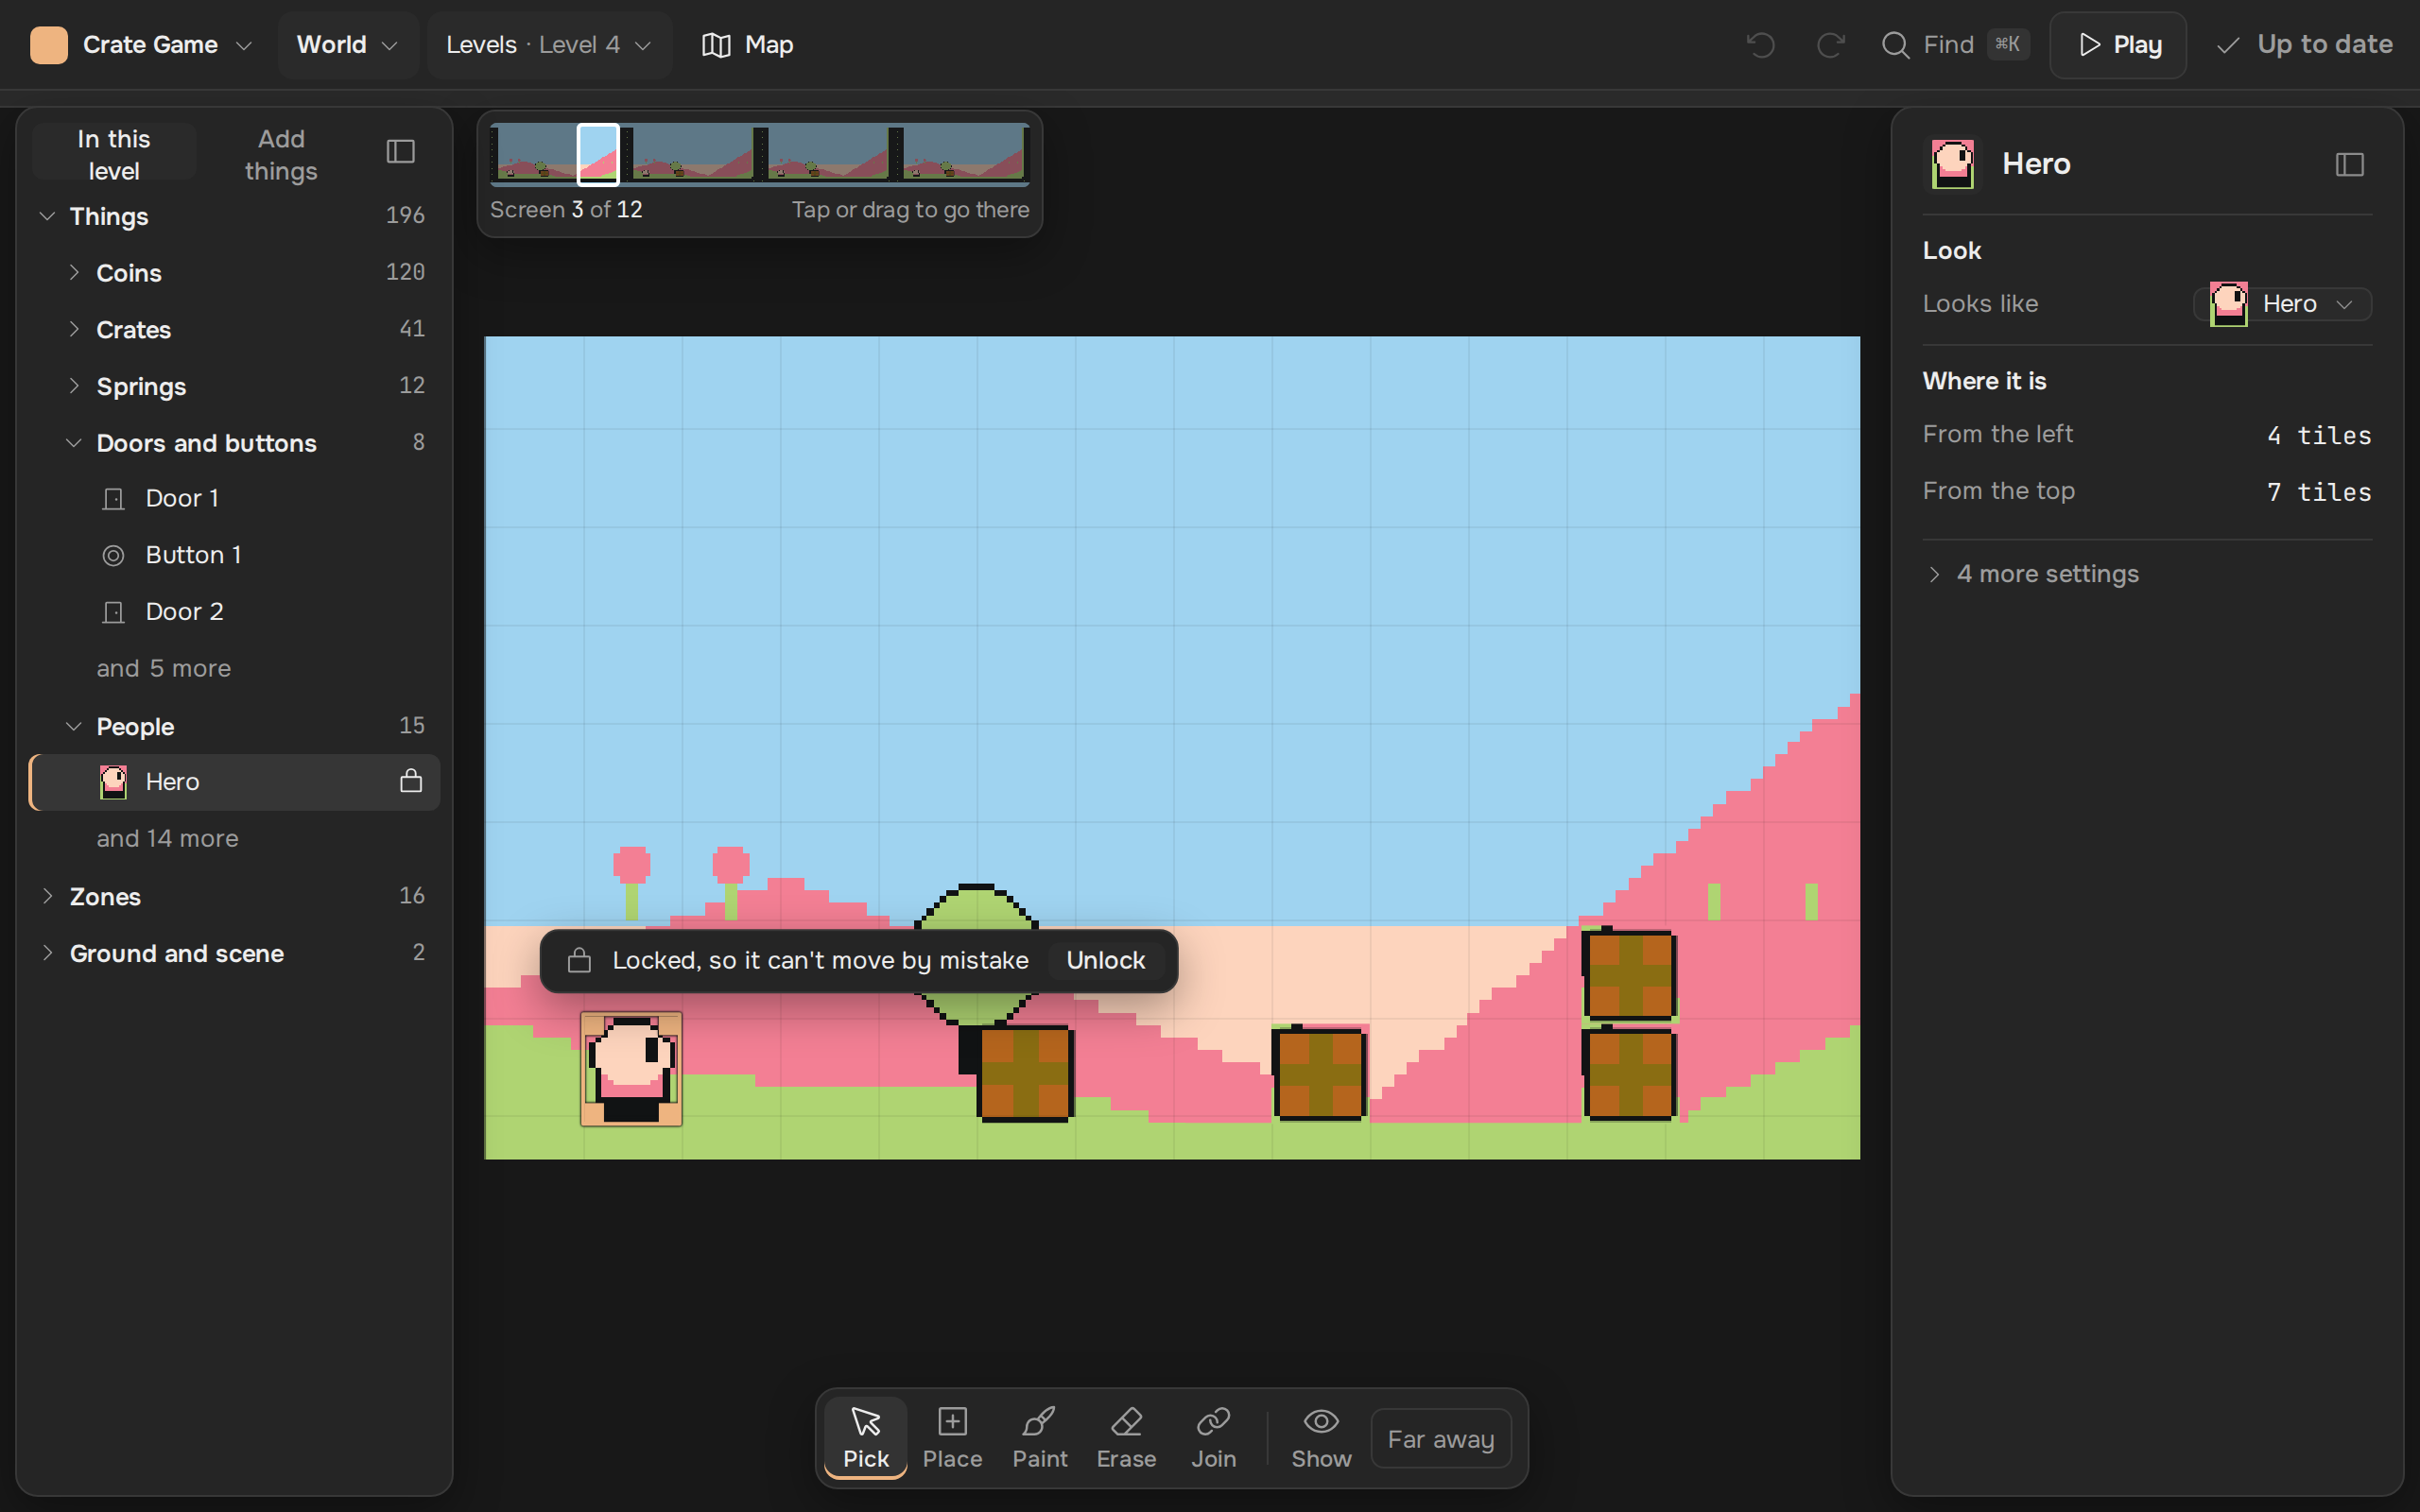 Crate Game
World
Levels · Level 4
Map
Find ⌘K
Play
Up to date
In this level
Add things
Things 196
Coins 120
Crates 41
Springs 12
Doors and buttons 8
Door 1
Button 1
Door 2
and 5 more
People 15
Hero
and 14 more
Zones 16
Ground and scene 2
Screen 3 of 12
Tap or drag to go there
Locked, so it can't move by mistake
Unlock
Pick
Place
Paint
Erase
Join
Show
Far away
Hero
Look
Looks like Hero
Where it is
From the left 4 tiles
From the top 7 tiles
4 more settings